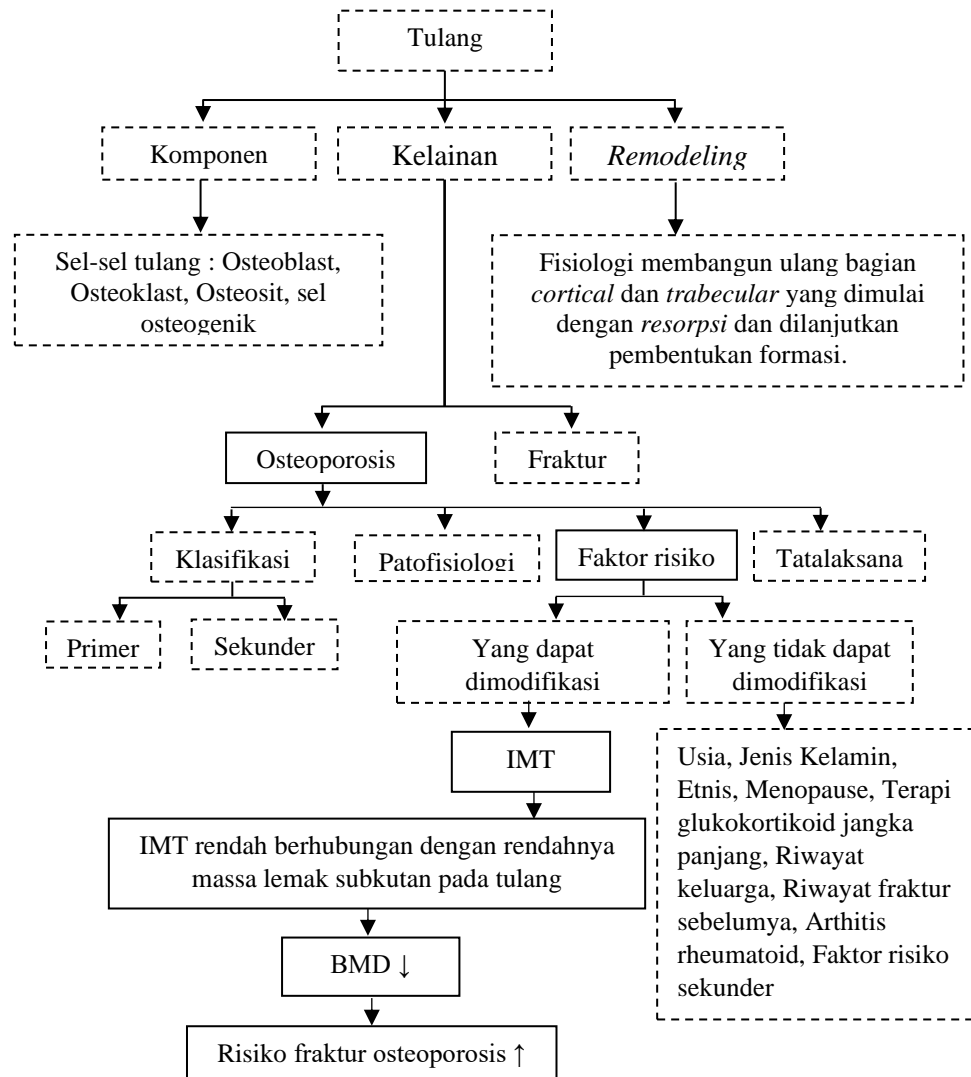 Tulang
Komponen
Kelainan
Remodeling
Sel-sel tulang : Osteoblast,
Osteoklast, Osteosit, sel
osteogenik
Fisiologi membangun ulang bagian
cortical dan trabecular yang dimulai
dengan resorpsi dan dilanjutkan
pembentukan formasi.
Osteoporosis
Fraktur
Klasifikasi
Patofisiologi
Faktor risiko
Tatalaksana
Primer
Sekunder
Yang dapat
dimodifikasi
Yang tidak dapat
dimodifikasi
IMT
Usia, Jenis Kelamin,
Etnis, Menopause, Terapi
glukokortikoid jangka
panjang, Riwayat
keluarga, Riwayat fraktur
sebelumya, Arthitis
rheumatoid, Faktor risiko
sekunder
IMT rendah berhubungan dengan rendahnya
massa lemak subkutan pada tulang
BMD ↓
Risiko fraktur osteoporosis ↑